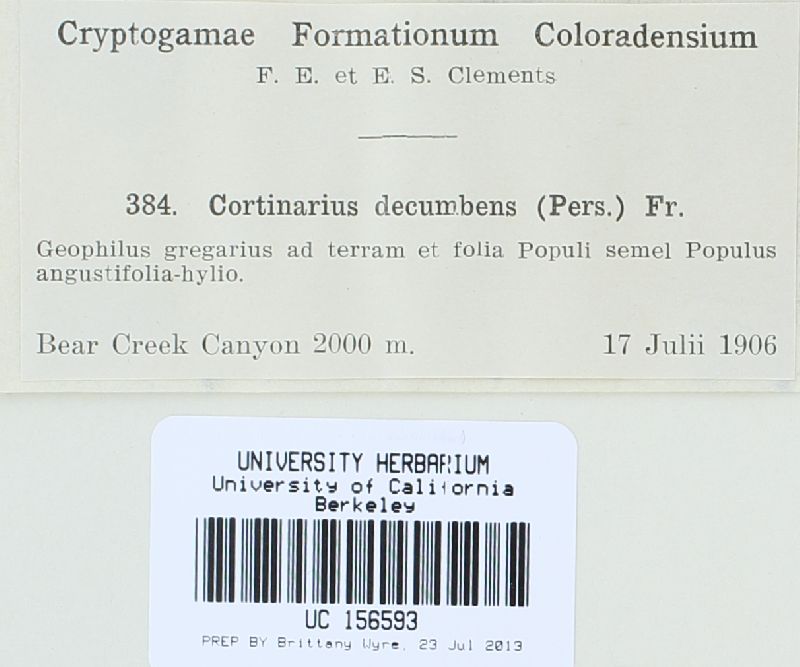 Cryptogamae Formationum Coloradensium
F. E. et E. S. Clements
384. Cortinarius decumbens (Pers.) Fr.
Geophilus gregarius ad terram et folia Populi semel Populus
angustifolia-hylio.
Bear Creek Canyon 2000 m. 17 Julii 1906
UNIVERSITY HERBARIUM
University of California
Berkeley
UC 156593
PREP BY Brittany Wyre, 23 Jul 2013